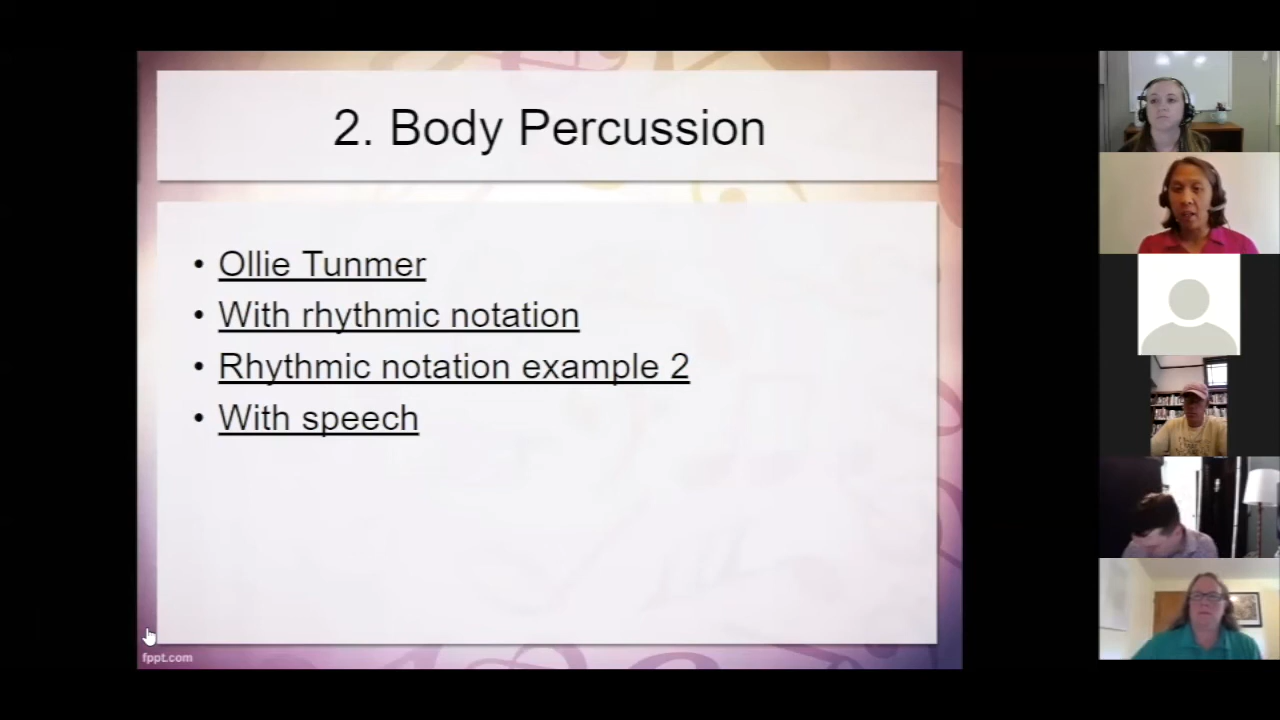 2. Body Percussion
• Ollie Tunmer
• With rhythmic notation
• Rhythmic notation example 2
• With speech
fppt.com